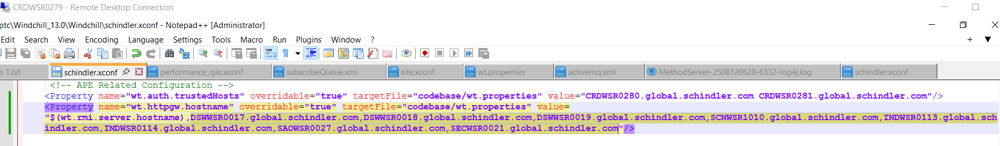 CRDWSR0279 - Remote Desktop Connection
ptc\Windchill_13.0\Windchill\schindler.xconf - Notepad++ [Administrator]
Edit Search View Encoding Language Settings Tools Macro Run Plugins Window ?
w 1.txt schindler.xconf performance_qas.xconf subscribeQueue.xml site.xconf wt.properties activemq.xml MethodServer-2508120628-6332-log4j.log schindler.xconf
<!-- APE Related Configuration -->
<Property name="wt.auth.trustedHosts" overridable="true" targetFile="codebase/wt.properties" value="CRDWSR0280.global.schindler.com CRDWSR0281.global.schindler.com"/>
<Property name="wt.httpgw.hostname" overridable="true" targetFile="codebase/wt.properties" value=
"$(wt.rmi.server.hostname),DSWWSR0017.global.schindler.com,DSWWSR0018.global.schindler.com,DSWWSR0019.global.schindler.com,SCNWSR1010.global.schindler.com,INDWSR0113.global.sch
indler.com,INDWSR0114.global.schindler.com,SAOWSR0027.global.schindler.com,SECWSR0021.global.schindler.com"/>